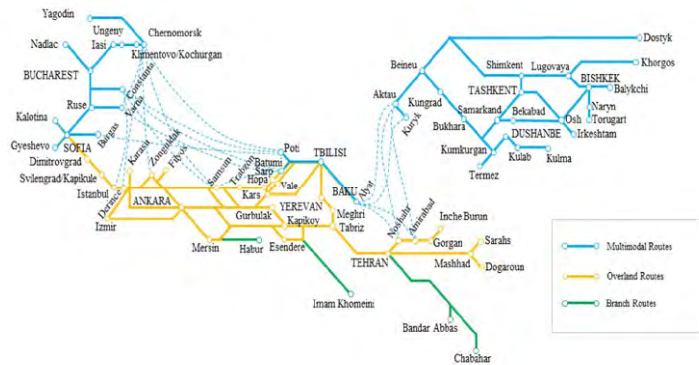 Yagodin
Chernomorsk
Ungeny
Nadlac
Iasi
Klimentovo/Kochurgan
BUCHAREST
Constanta
Ruse
Varna
Kalotina
Burgas
Gyeshevo
SOFIA
Dimitrovgrad
Svlengrad/Kapikule
Istanbul
Derince
Izmir
Karasu
Zonguldak
Filyos
ANKARA
Samsun
Trabzon
Poti
Batumi
Sarp
Hopa
TBILISI
Vale
Kars
BAKU
Alyat
YEREVAN
Meghri
Gurbulak
Kapikoy
Tabriz
Mersin
Habur
Esendere
Imam Khomeini
TEHRAN
Noshahr
Amirabad
Inche Burun
Gorgan
Sarahs
Mashhad
Dogaroun
Bandar Abbas
Chabahar
Dostyk
Beineu
Shimkent
Lugovaya
Khorgos
BISHKEK
Balykchi
Aktau
Kungrad
TASHKENT
Kuryk
Samarkand
Bekabad
Naryn
Torugart
Bukhara
Osh
Irkeshtam
DUSHANBE
Kumkurgan
Kulab
Kulma
Termez
Multimodal Routes
Overland Routes
Branch Routes